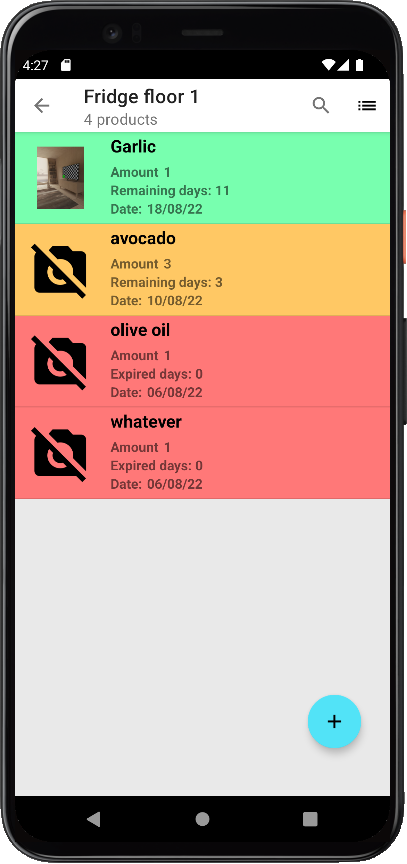 4:27
Fridge floor 1
4 products
Garlic
Amount 1
Remaining days: 11
Date: 18/08/22
avocado
Amount 3
Remaining days: 3
Date: 10/08/22
olive oil
Amount 1
Expired days: 0
Date: 06/08/22
whatever
Amount 1
Expired days: 0
Date: 06/08/22